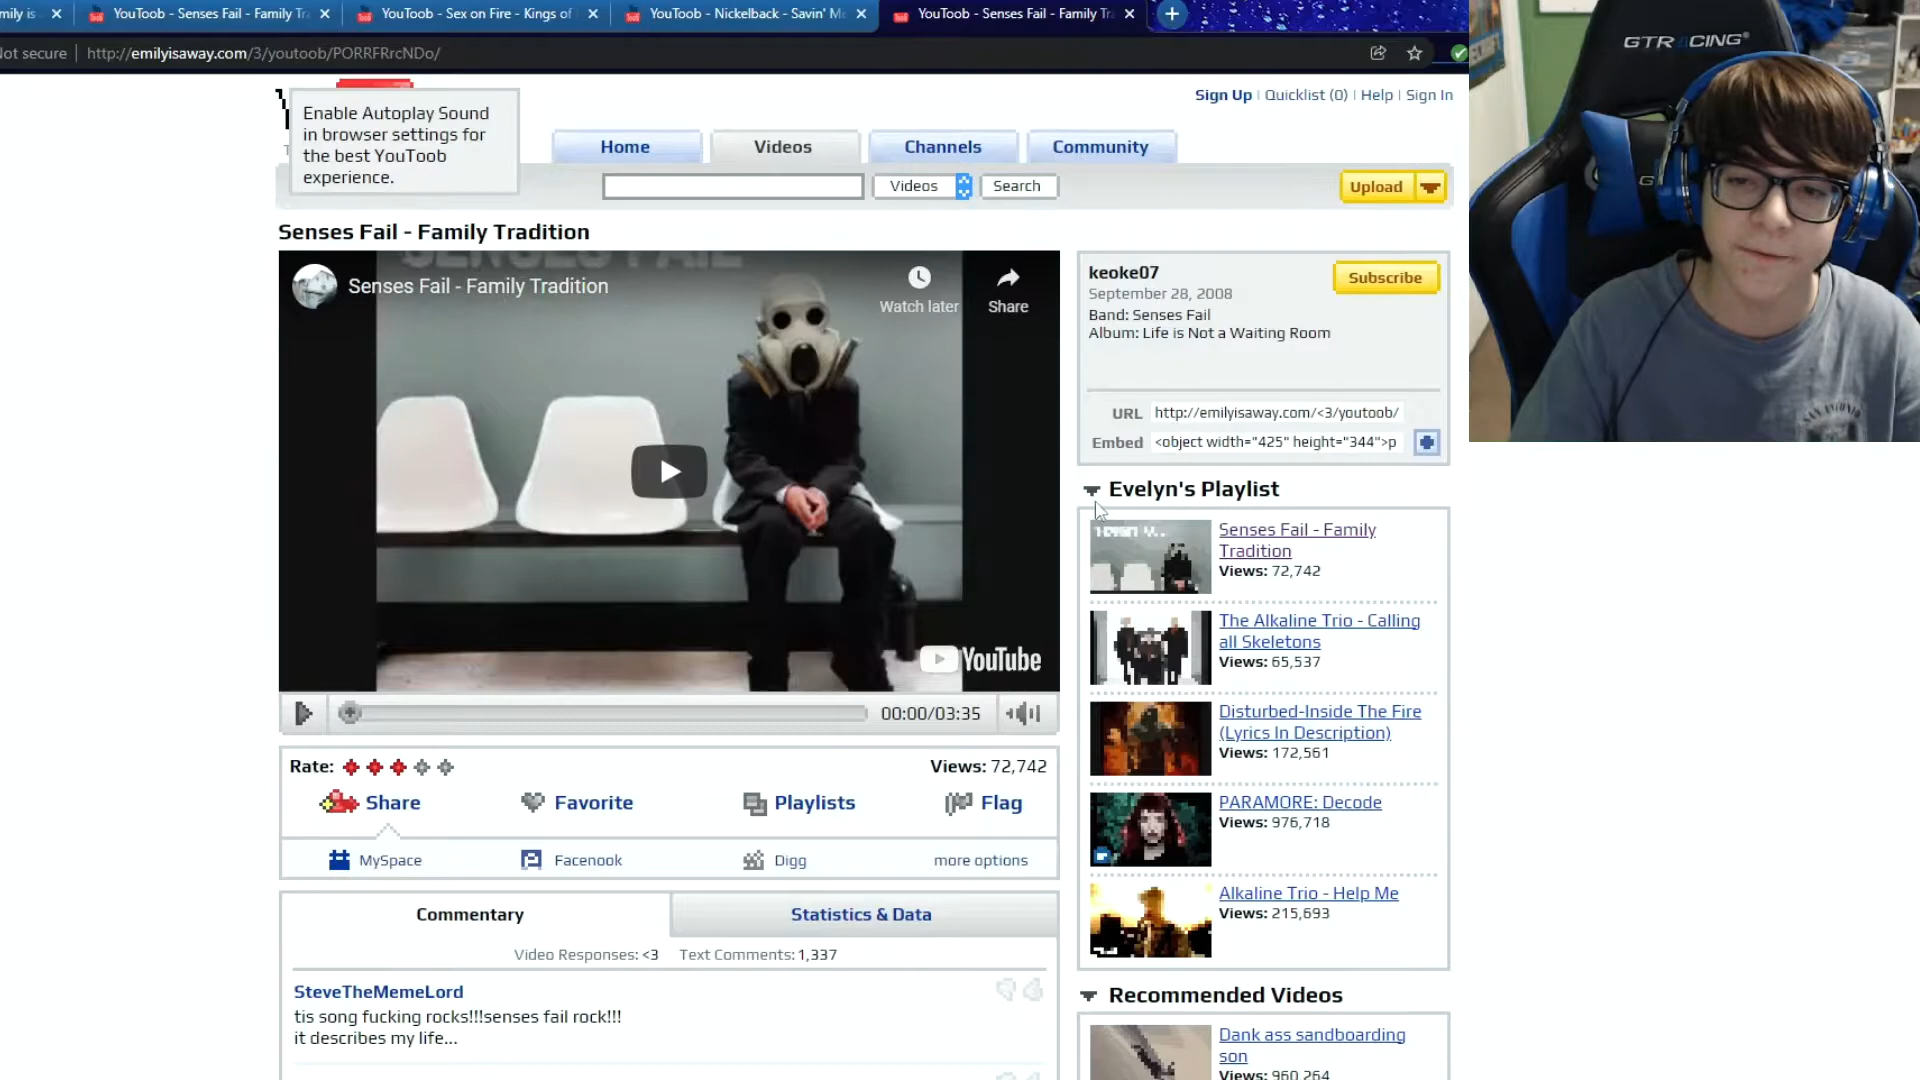 mily is
YouToob - Senses Fail - Family Tr
YouToob - Sex on Fire - Kings of
YouToob - Nickelback - Savin' M
YouToob - Senses Fail - Family Tr
Not secure
http://emilyisaway.com/3/youtoob/PORRFRrcNDo/
GTRACING
Enable Autoplay Sound
in browser settings for
the best YouToob
experience.
Sign Up | Quicklist (0) | Help | Sign In
Home
Videos
Channels
Community
Videos
Search
Upload
Senses Fail - Family Tradition
SENSES FAIL
Senses Fail - Family Tradition
Watch later
Share
YouTube
00:00/03:35
keoke07
Subscribe
September 28, 2008
Band: Senses Fail
Album: Life is Not a Waiting Room
URL http://emilyisaway.com/<3/youtoob/
Embed <object width="425" height="344">p
Evelyn's Playlist
Senses Fail - Family
Tradition
Views: 72,742
The Alkaline Trio - Calling
all Skeletons
Views: 65,537
Disturbed-Inside The Fire
(Lyrics In Description)
Views: 172,561
PARAMORE: Decode
Views: 976,718
Alkaline Trio - Help Me
Views: 215,693
Recommended Videos
Dank ass sandboarding
son
Views: 960,264
Rate:
Views: 72,742
Share
Favorite
Playlists
Flag
MySpace
Facenook
Digg
more options
Commentary
Statistics & Data
Video Responses: <3 Text Comments: 1,337
SteveTheMemeLord
tis song fucking rocks!!!senses fail rock!!!
it describes my life...